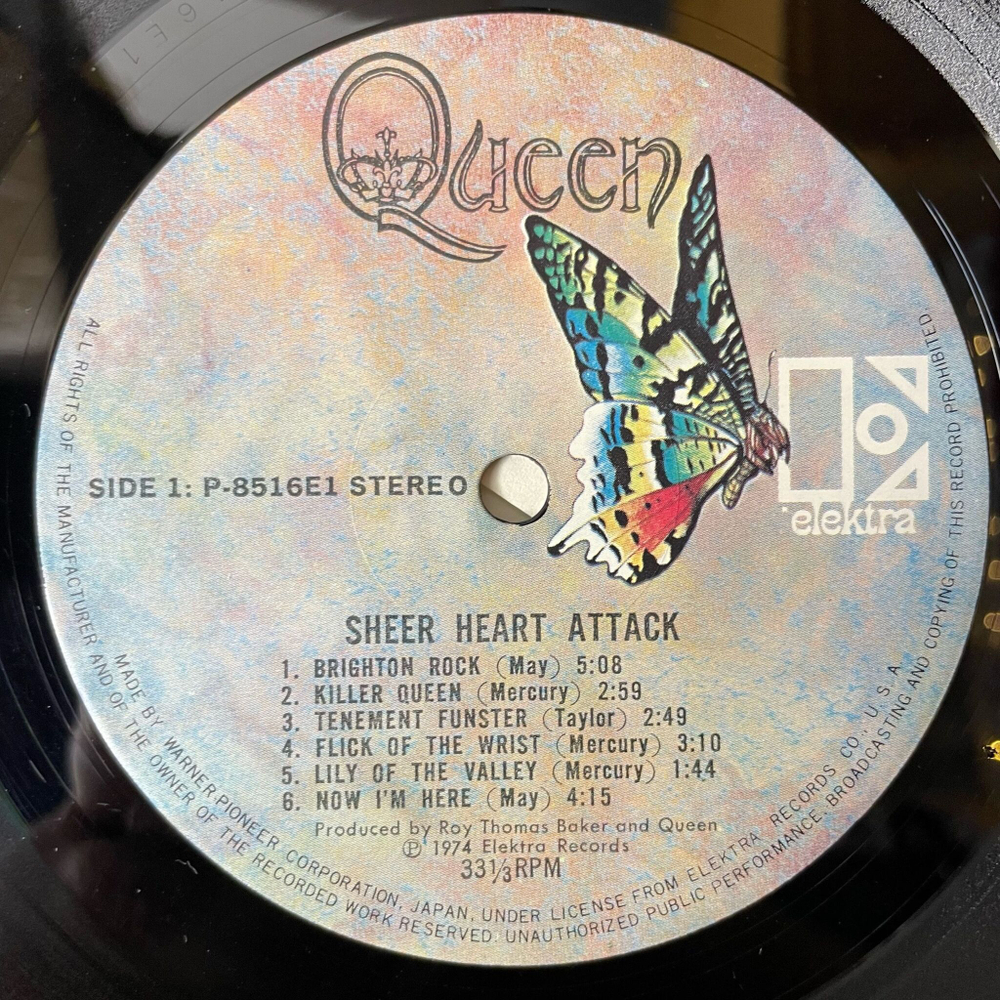 6E1
Queen
elektra
SIDE 1: P-8516E1 STEREO
SHEER HEART ATTACK
1. BRIGHTON ROCK (May) 5:08
2. KILLER QUEEN (Mercury) 2:59
3. TENEMENT FUNSTER (Taylor) 2:49
4. FLICK OF THE WRIST (Mercury) 3:10
5. LILY OF THE VALLEY (Mercury) 1:44
6. NOW I'M HERE (May) 4:15
Produced by Roy Thomas Baker and Queen
℗ 1974 Elektra Records
33⅓ RPM
MADE BY WARNER-PIONEER CORPORATION, JAPAN, UNDER LICENSE FROM ELEKTRA RECORDS CO., U.S.A.
ALL RIGHTS OF THE MANUFACTURER AND OF THE OWNER OF THE RECORDED WORK RESERVED. UNAUTHORIZED PUBLIC PERFORMANCE, BROADCASTING AND COPYING OF THIS RECORD PROHIBITED.